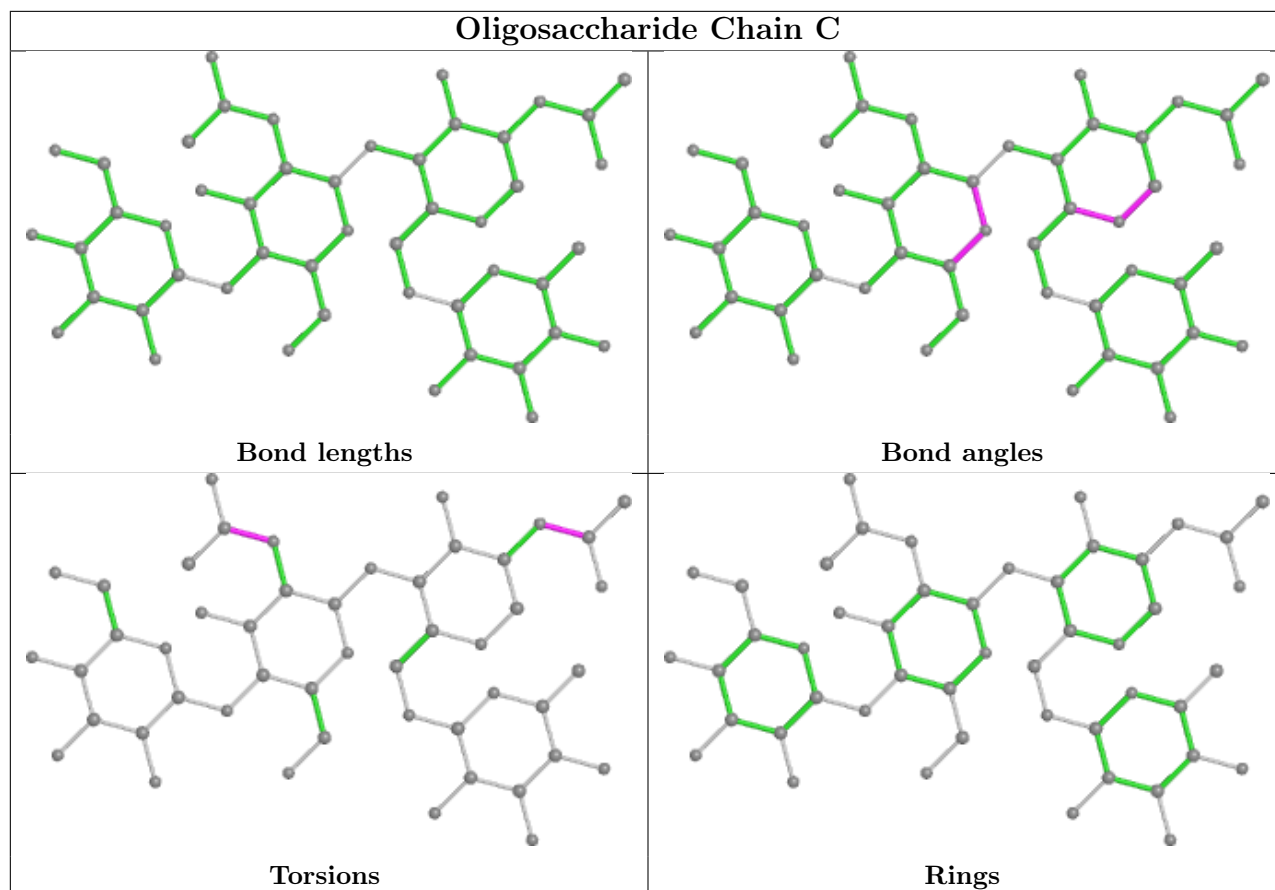 Oligosaccharide Chain C
Bond lengths
Bond angles
Torsions
Rings